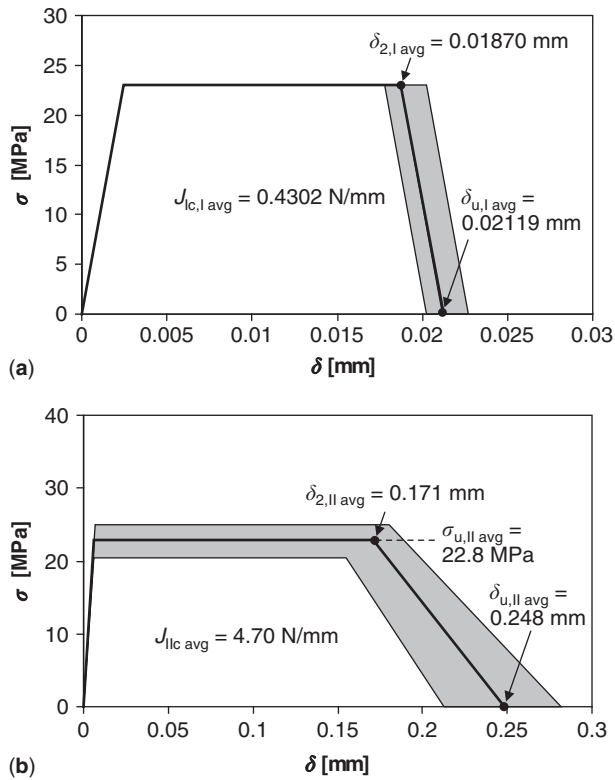 30
25
20
15
10
5
0
σ [MPa]
δ2,I avg = 0.01870 mm
JIc,I avg = 0.4302 N/mm
δu,I avg =
0.02119 mm
0 0.005 0.01 0.015 0.02 0.025 0.03
(a)
δ [mm]
40
30
20
10
0
σ [MPa]
δ2,II avg = 0.171 mm
σu,II avg =
22.8 MPa
δu,II avg =
0.248 mm
JIIc avg = 4.70 N/mm
0 0.05 0.1 0.15 0.2 0.25 0.3
(b)
δ [mm]